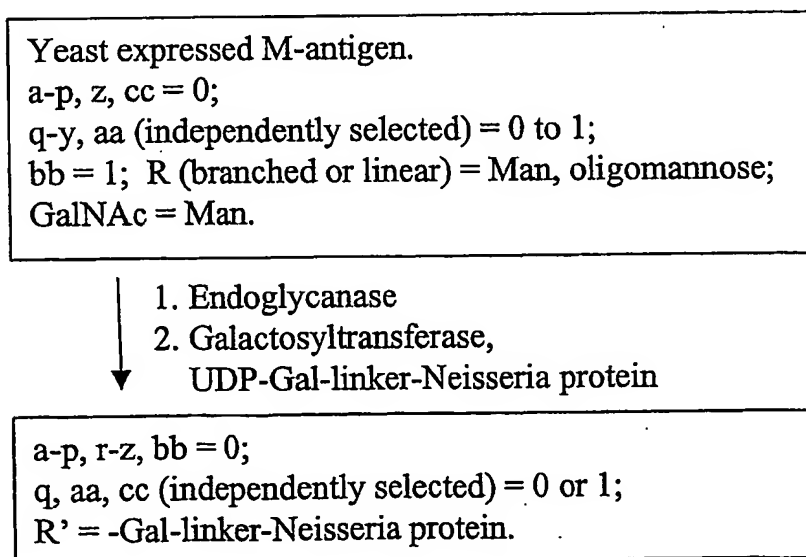 Yeast expressed M-antigen.
a-p, z, cc = 0;
q-y, aa (independently selected) = 0 to 1;
bb = 1; R (branched or linear) = Man, oligomannose;
GalNAc = Man.
1. Endoglycanase
2. Galactosyltransferase,
UDP-Gal-linker-Neisseria protein
a-p, r-z, bb = 0;
q, aa, cc (independently selected) = 0 or 1;
R' = -Gal-linker-Neisseria protein.